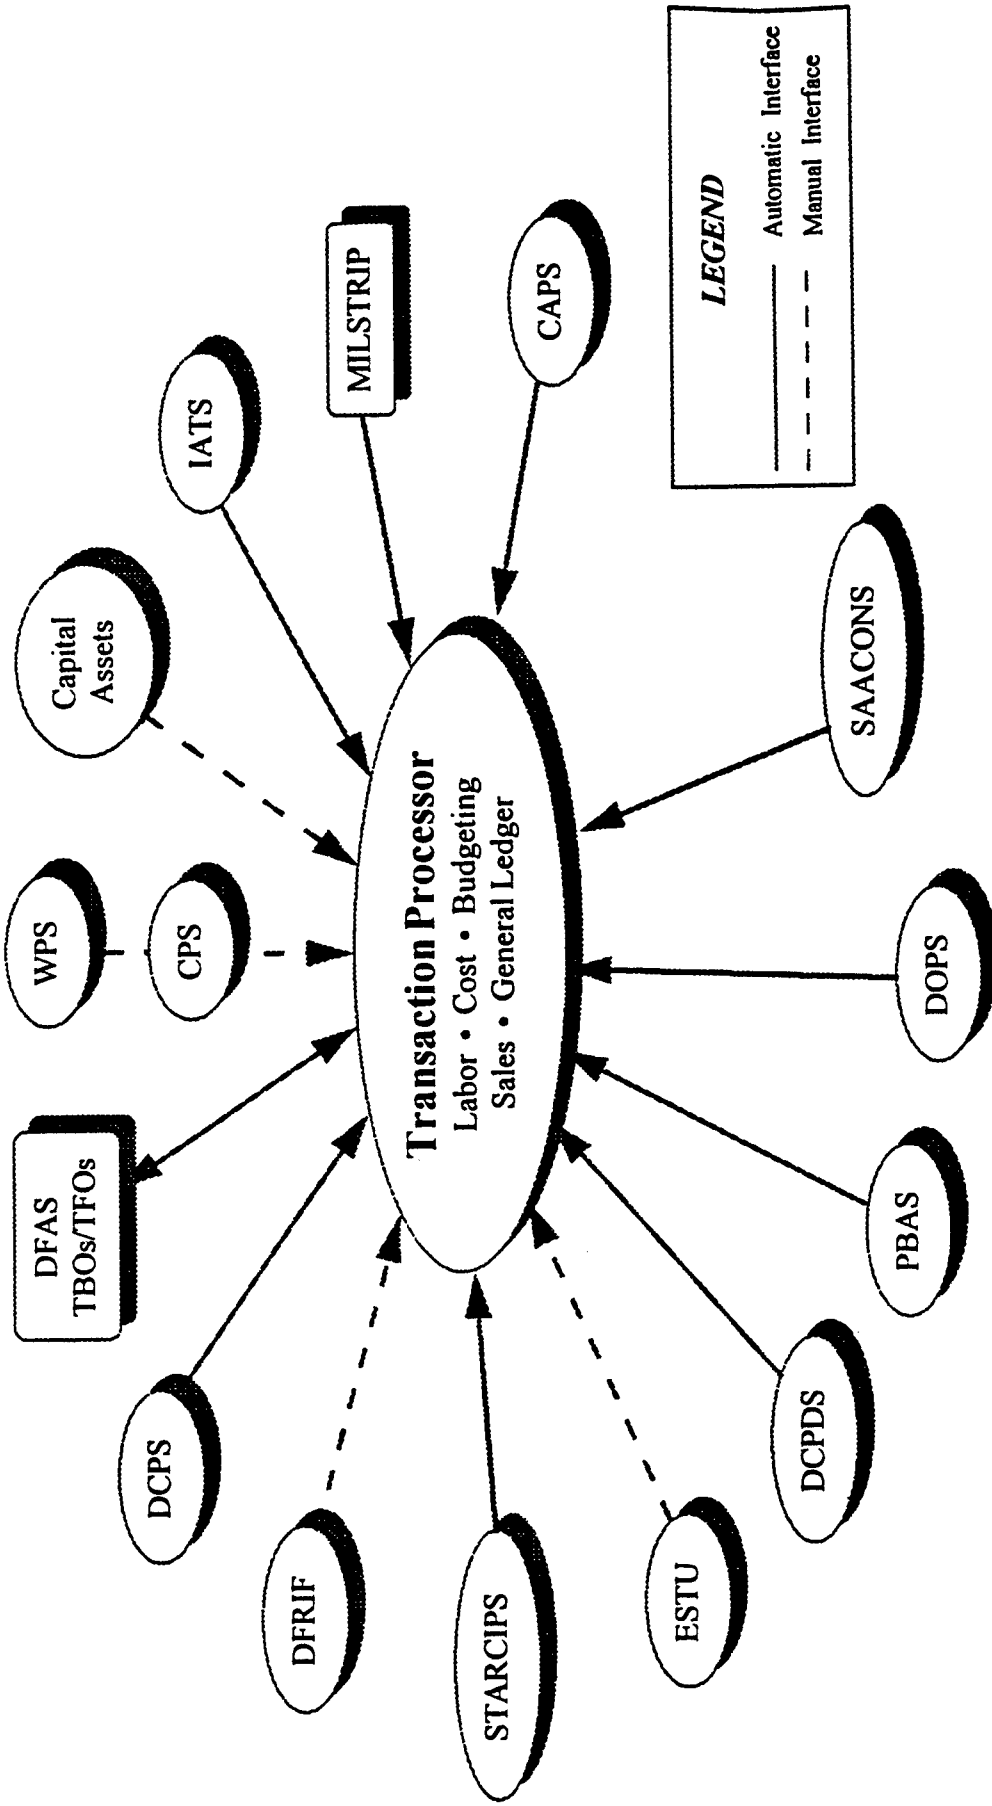 WPS
CPS
Capital
Assets
IATS
MILSTRIP
CAPS
DFAS
TBOs/TFOs
DCPS
DFRIF
STARCIPS
ESTU
DCPDS
PBAS
DOPS
SAACONS
Transaction Processor
Labor • Cost • Budgeting
Sales • General Ledger
LEGEND
Automatic Interface
Manual Interface